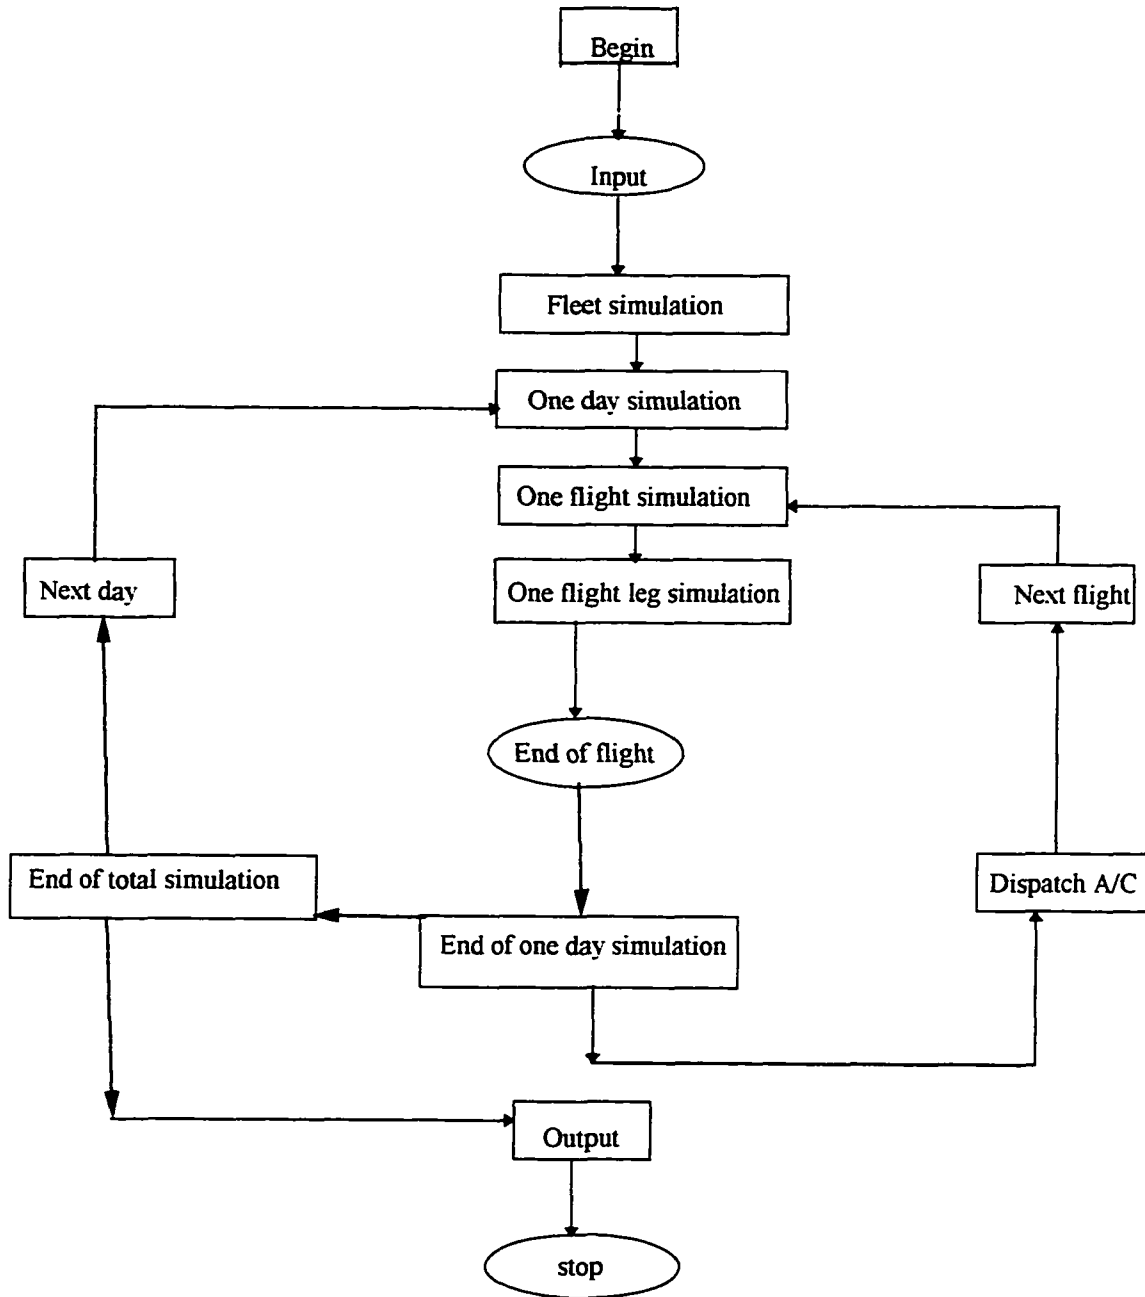 Begin
Input
Fleet simulation
One day simulation
One flight simulation
Next day
One flight leg simulation
Next flight
End of flight
End of total simulation
Dispatch A/C
End of one day simulation
Output
stop